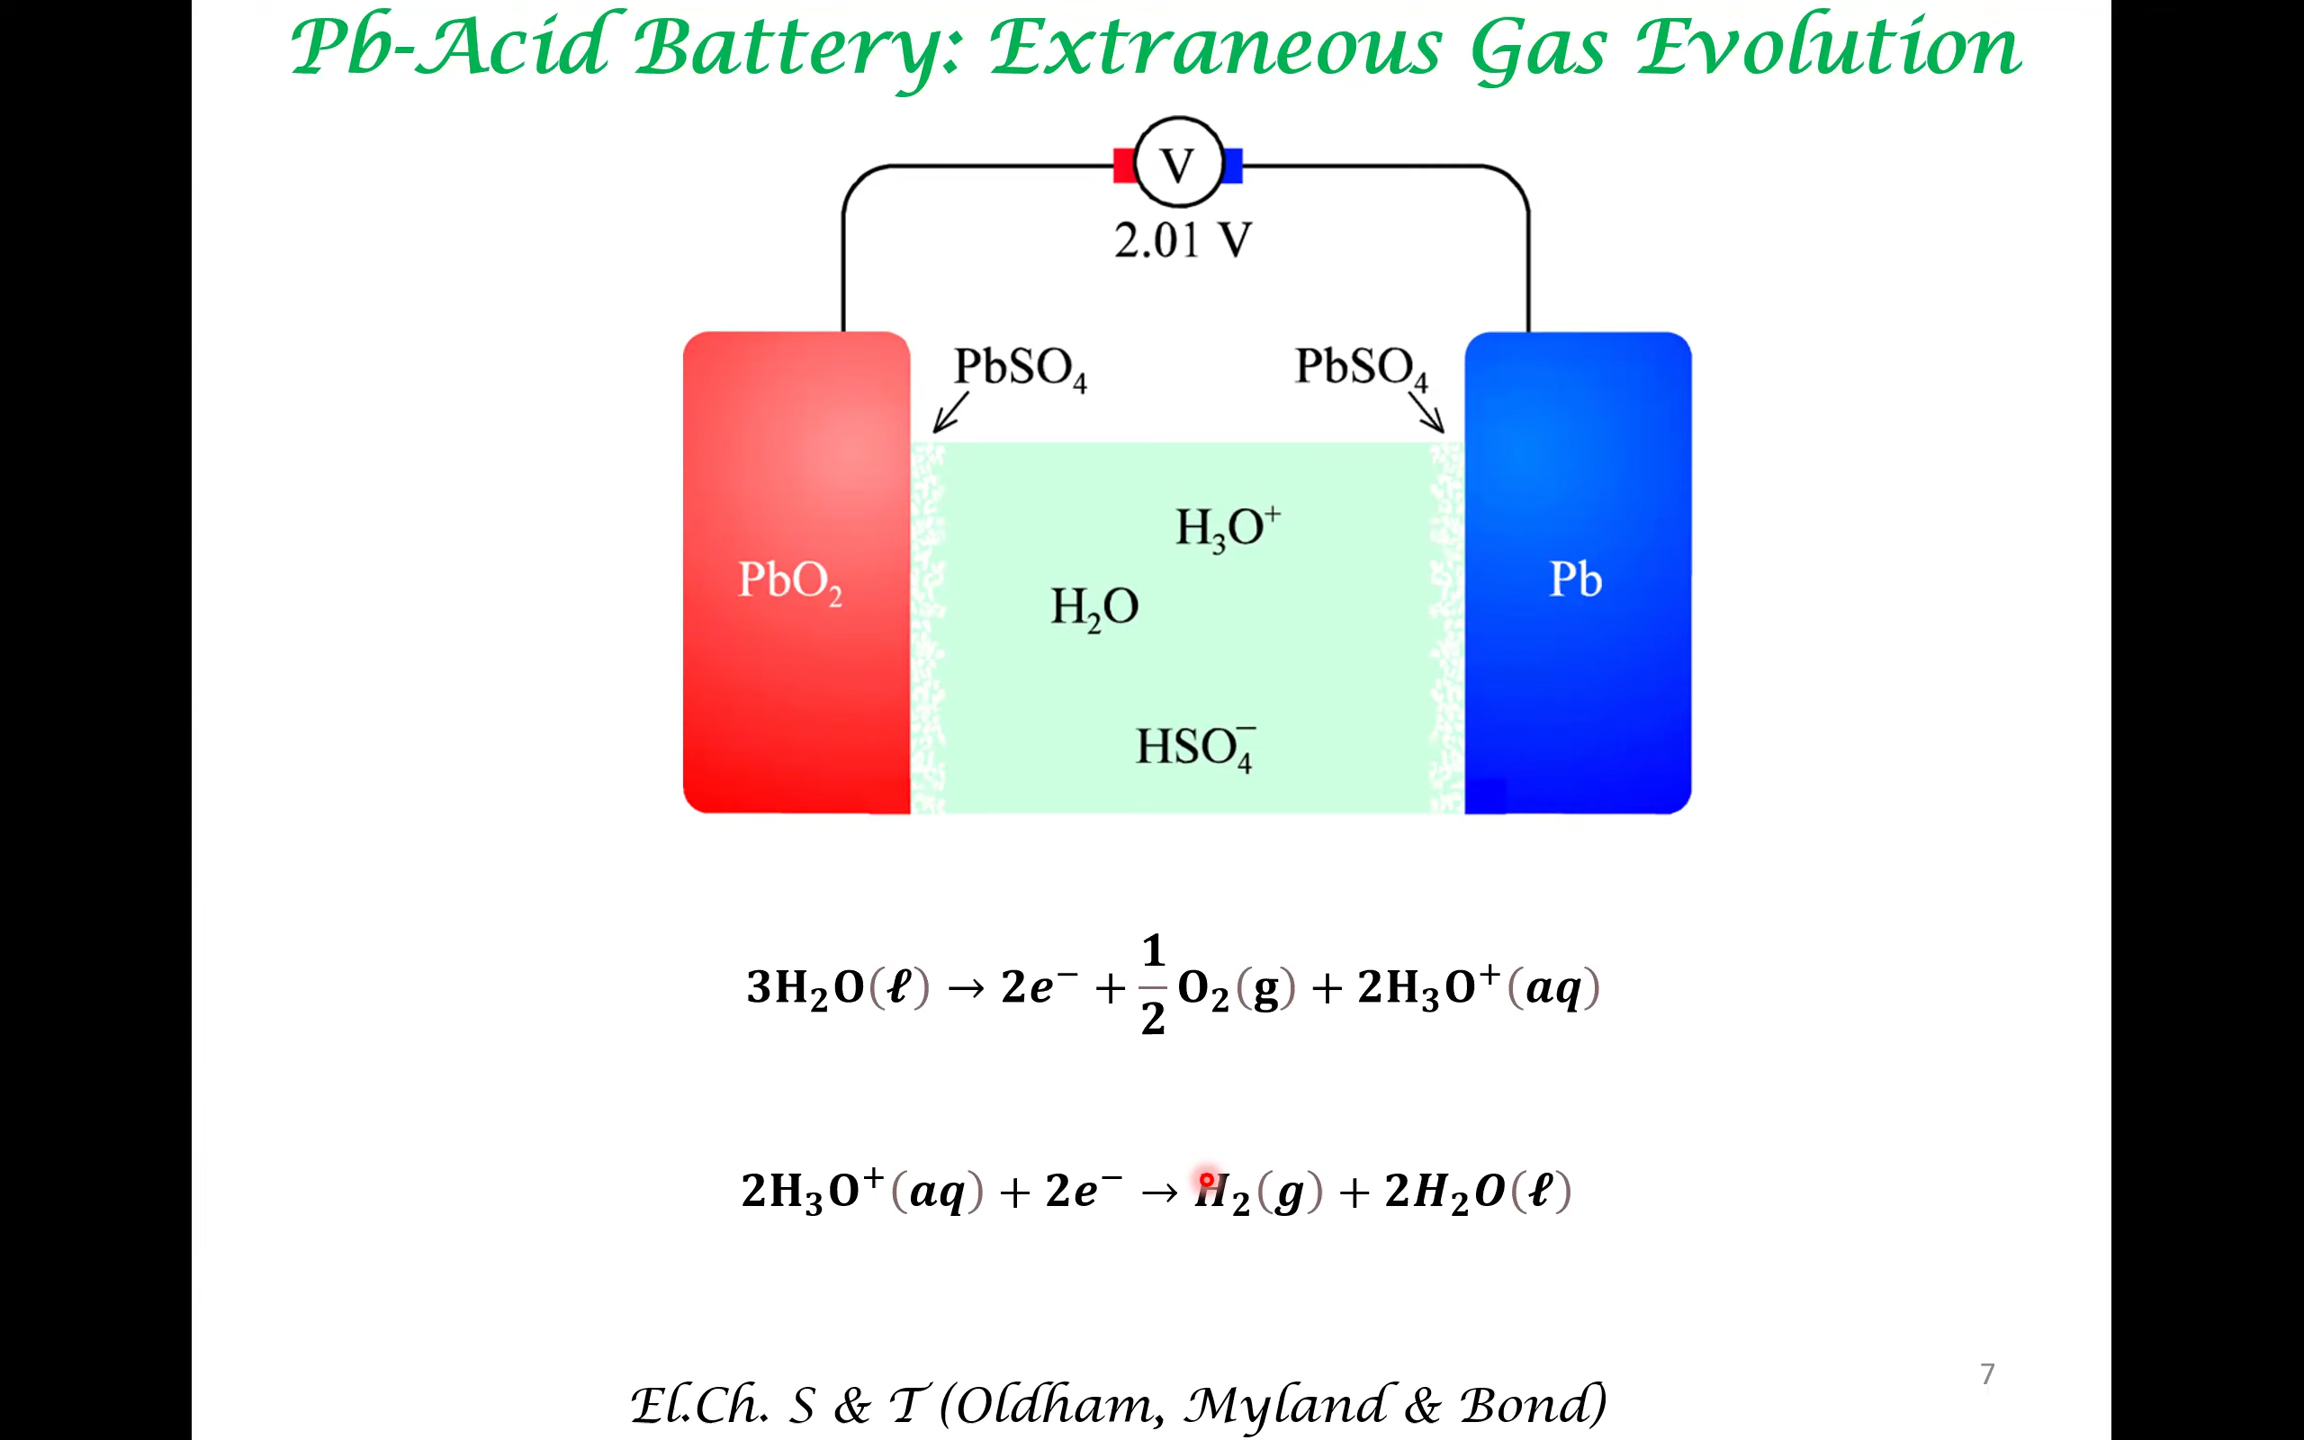 Pb-Acid Battery: Extraneous Gas Evolution
V
2.01 V
PbSO₄ PbSO₄
H₃O⁺
PbO₂ H₂O Pb
HSO₄⁻
3H₂O(ℓ) → 2e⁻ + 1/2 O₂(g) + 2H₃O⁺(aq)
2H₃O⁺(aq) + 2e⁻ → H₂(g) + 2H₂O(ℓ)
7
El.Ch. S & T (Oldham, Myland & Bond)